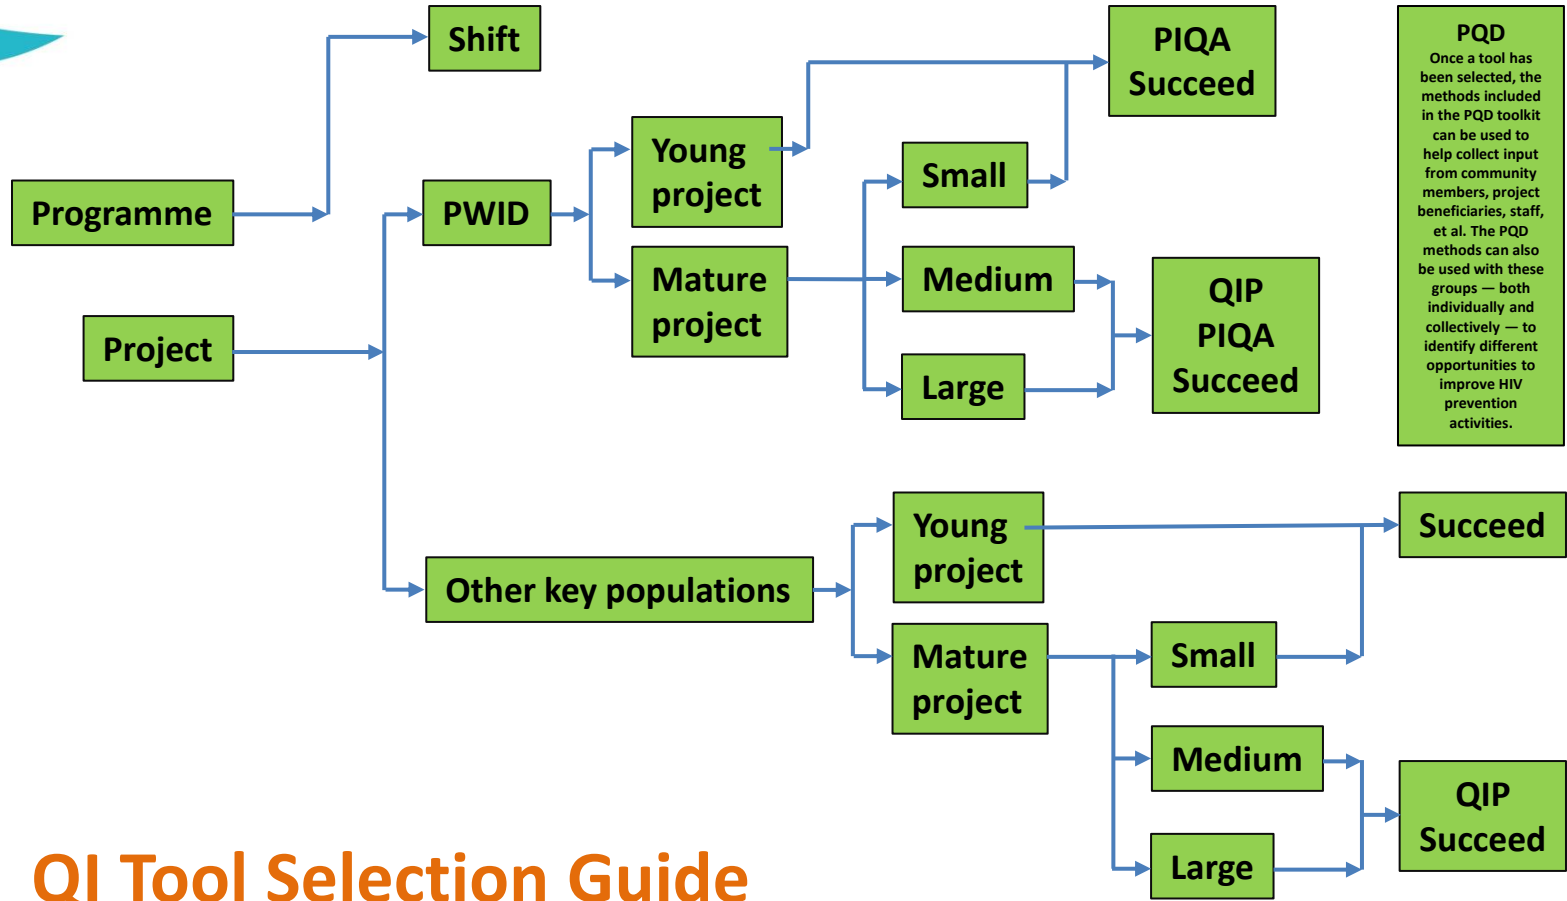 Shift
PIQA
Succeed
PQD
Once a tool has
been selected, the
methods included
in the PQD toolkit
can be used to
help collect input
from community
members, project
beneficiaries, staff,
et al. The PQD
methods can also
be used with these
groups — both
individually and
collectively — to
identify different
opportunities to
improve HIV
prevention
activities.
Programme
PWID
Young
project
Small
Mature
project
Medium
QIP
PIQA
Succeed
Project
Large
Young
project
Succeed
Other key populations
Mature
project
Small
Medium
QIP
Succeed
Large
QI Tool Selection Guide